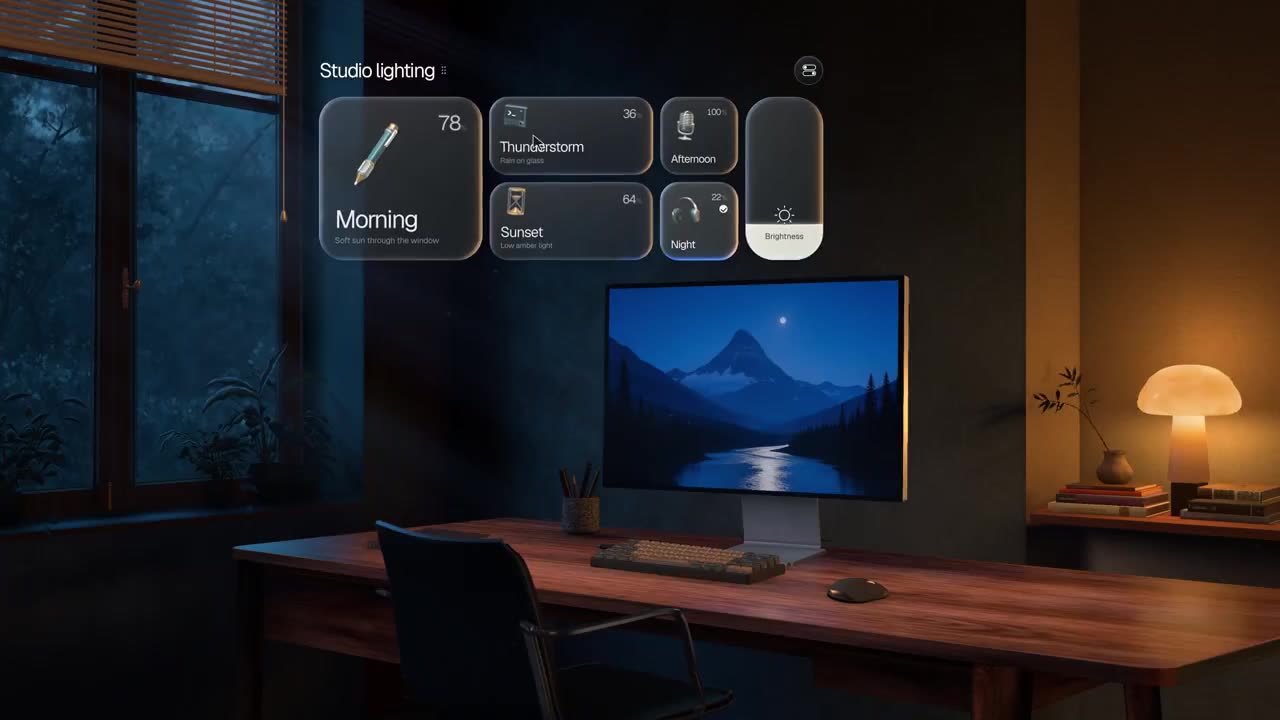 Studio lighting
78%
Morning
Soft sun through the window
36%
Thunderstorm
Rain on glass
64%
Sunset
Low amber light
100%
Afternoon
22%
Night
Brightness